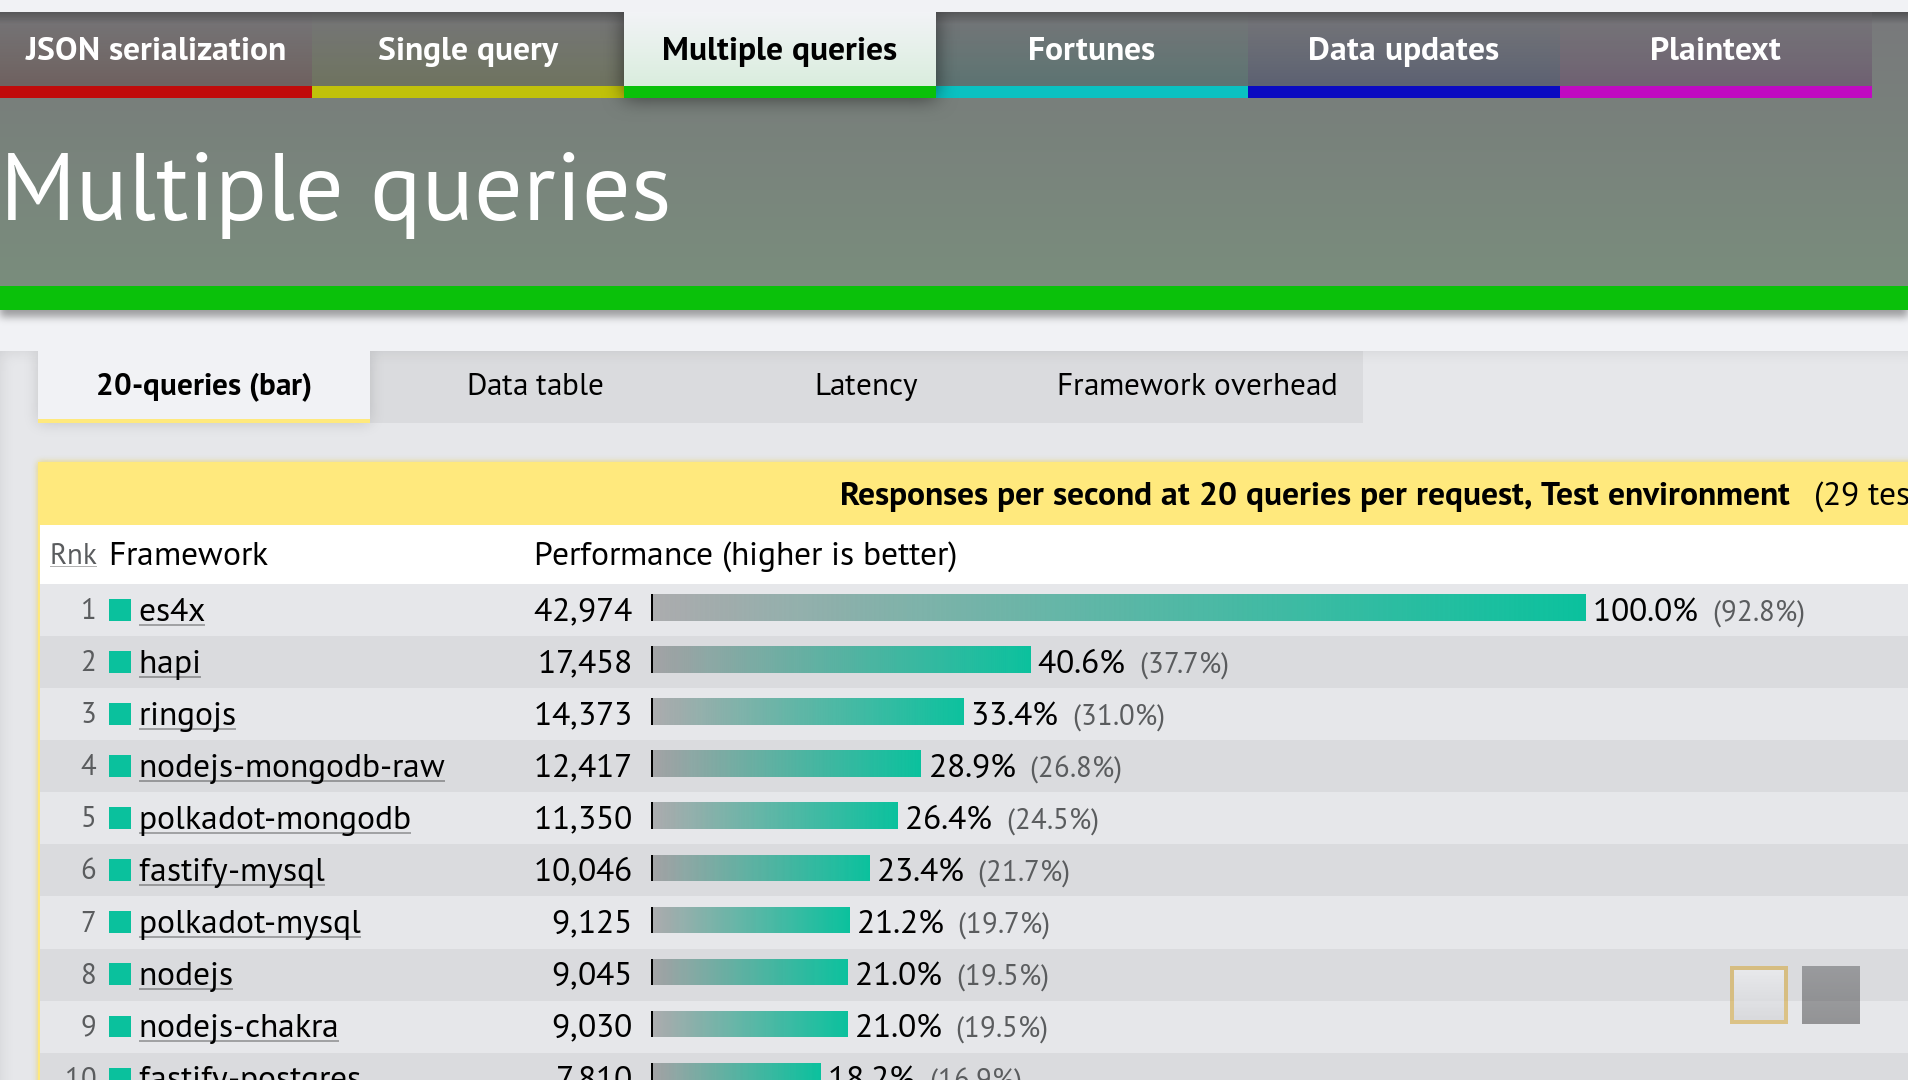 JSON serialization Single query Multiple queries Fortunes Data updates Plaintext
Multiple queries
20-queries (bar) Data table Latency Framework overhead
Responses per second at 20 queries per request, Test environment (29 tes
Rnk Framework Performance (higher is better)
1 es4x 42,974 100.0% (92.8%)
2 hapi 17,458 40.6% (37.7%)
3 ringojs 14,373 33.4% (31.0%)
4 nodejs-mongodb-raw 12,417 28.9% (26.8%)
5 polkadot-mongodb 11,350 26.4% (24.5%)
6 fastify-mysql 10,046 23.4% (21.7%)
7 polkadot-mysql 9,125 21.2% (19.7%)
8 nodejs 9,045 21.0% (19.5%)
9 nodejs-chakra 9,030 21.0% (19.5%)
10 fastify-postgres 7,810 18.2% (16.9%)